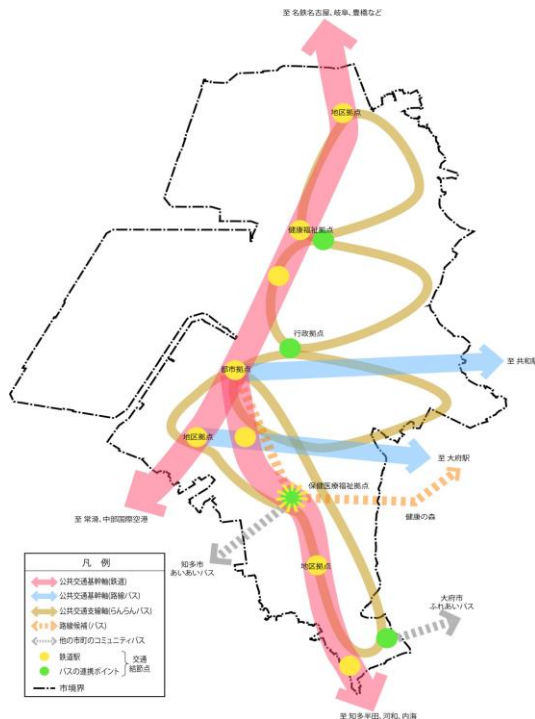 至 名鉄名古屋、岐阜、豊橋など
地区拠点
健康福祉拠点
行政拠点
都市拠点
至 共和駅
地区拠点
至 大府駅
保健医療福祉拠点
健康の森
至 常滑、中部国際空港
知多市
あいあいバス
地区拠点
大府市
ふれあいバス
至 知多半田、河和、内海
凡 例
公共交通基幹軸(鉄道)
公共交通基幹軸(路線バス)
公共交通支線軸(らんらんバス)
路線候補(バス)
他の市町のコミュニティバス
鉄道駅
バスの連携ポイント
交通
結節点
市境界